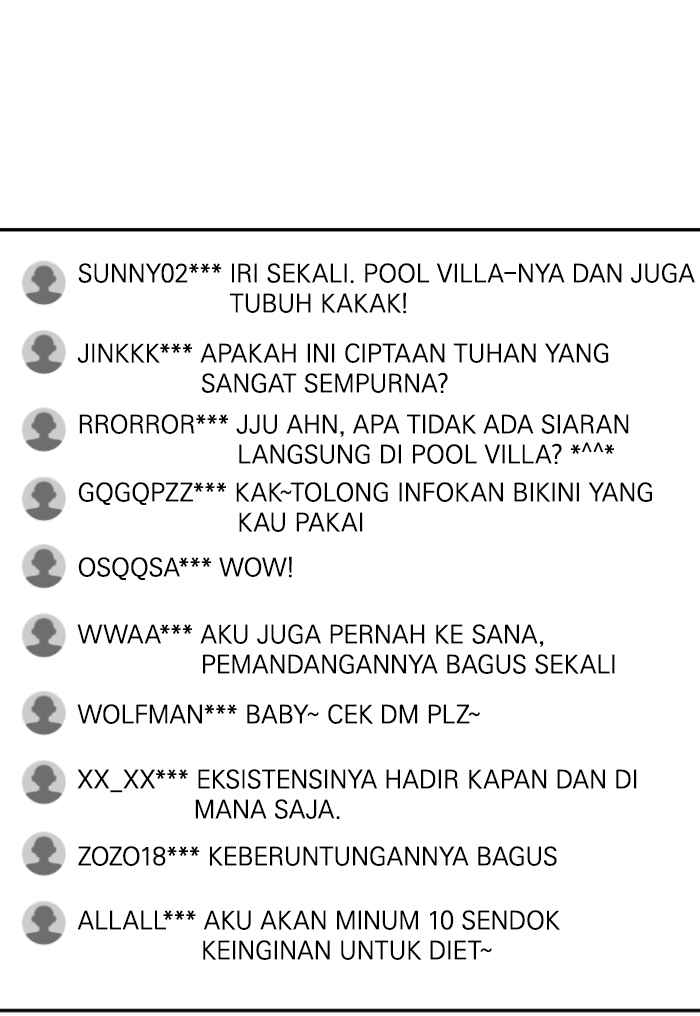 SUNNY02*** IRI SEKALI. POOL VILLA-NYA DAN JUGA
TUBUH KAKAK!
JINKKK*** APAKAH INI CIPTAAN TUHAN YANG
SANGAT SEMPURNA?
RRORROR*** JJU AHN, APA TIDAK ADA SIARAN
LANGSUNG DI POOL VILLA? *^^*
GQGQPZZ*** KAK~TOLONG INFOKAN BIKINI YANG
KAU PAKAI
OSQQSA*** WOW!
WWAA*** AKU JUGA PERNAH KE SANA,
PEMANDANGANNYA BAGUS SEKALI
WOLFMAN*** BABY~ CEK DM PLZ~
XX_XX*** EKSISTENSINYA HADIR KAPAN DAN DI
MANA SAJA.
ZOZO18*** KEBERUNTUNGANNYA BAGUS
ALLALL*** AKU AKAN MINUM 10 SENDOK
KEINGINAN UNTUK DIET~